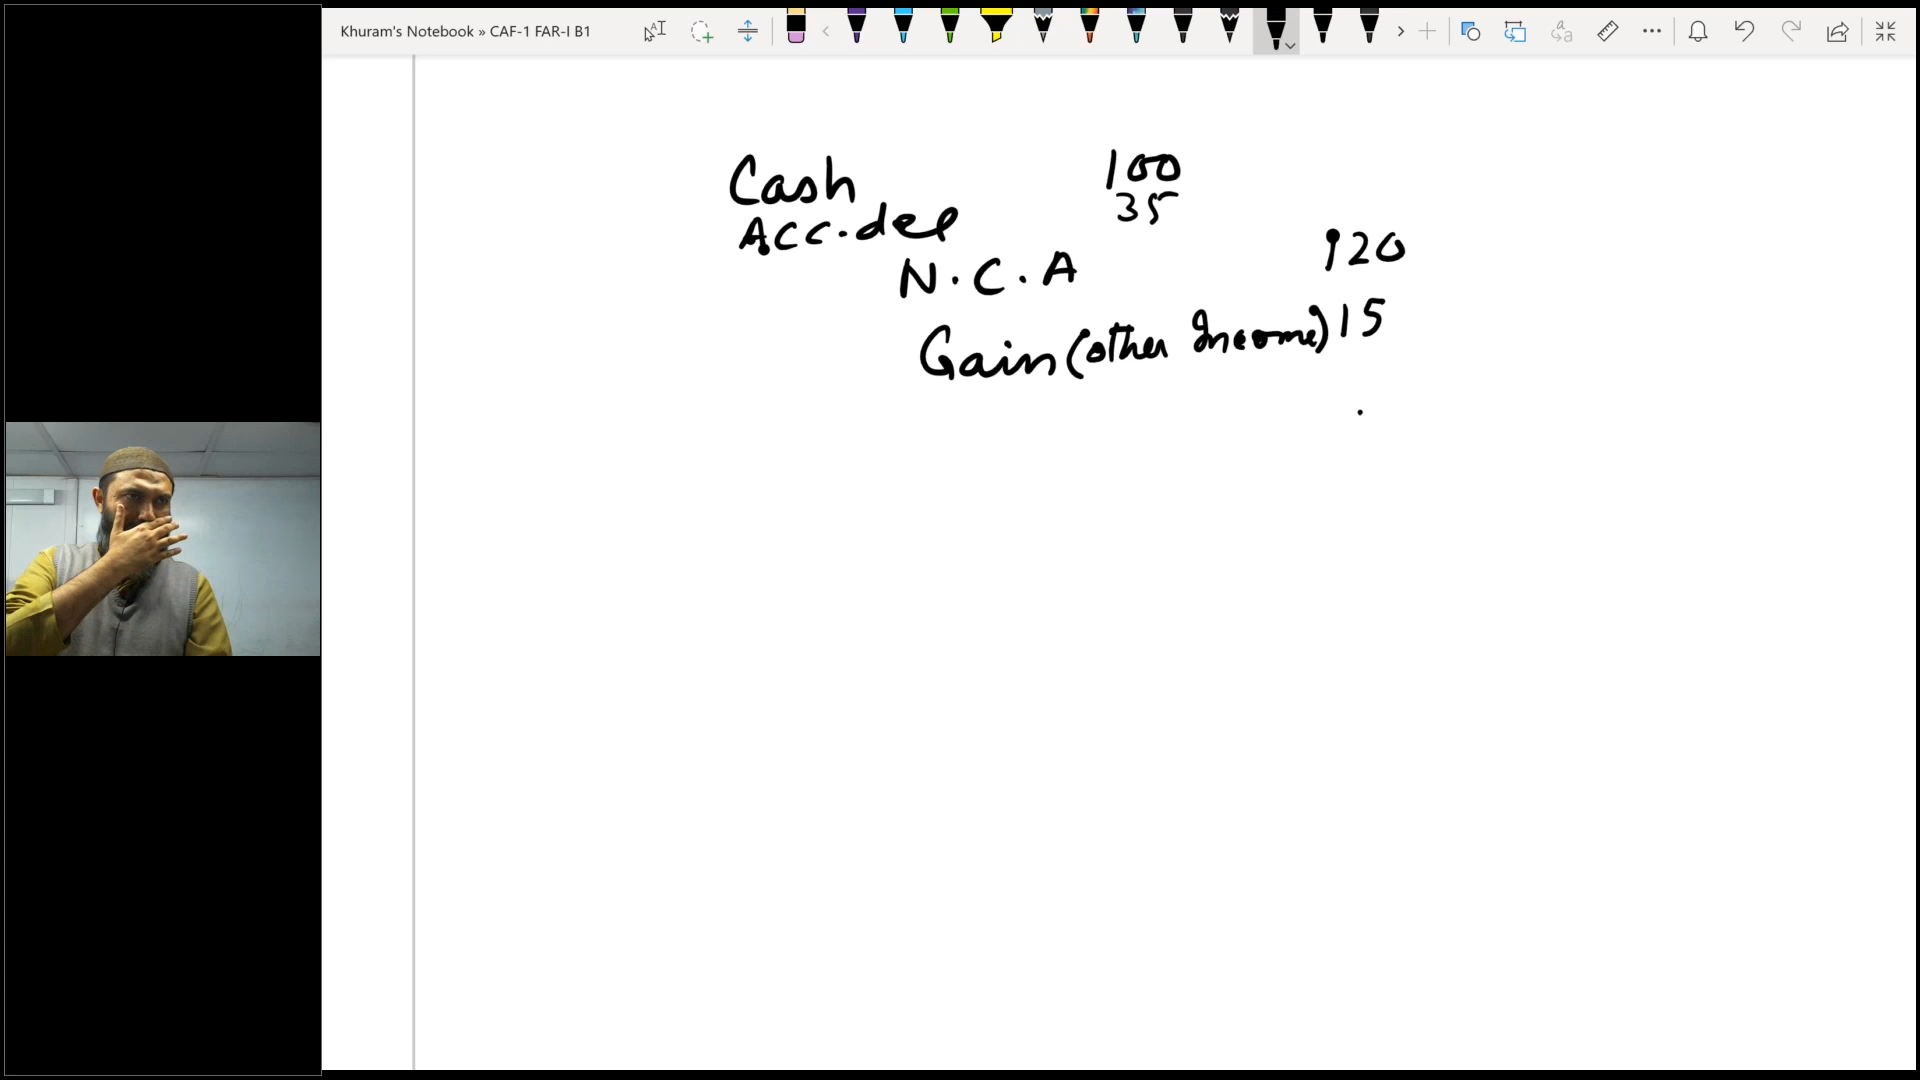 Khuram's Notebook » CAF-1 FAR-I B1
Cash 100
Acc.dep 35
N.C.A 120
Gain (other Income) 15